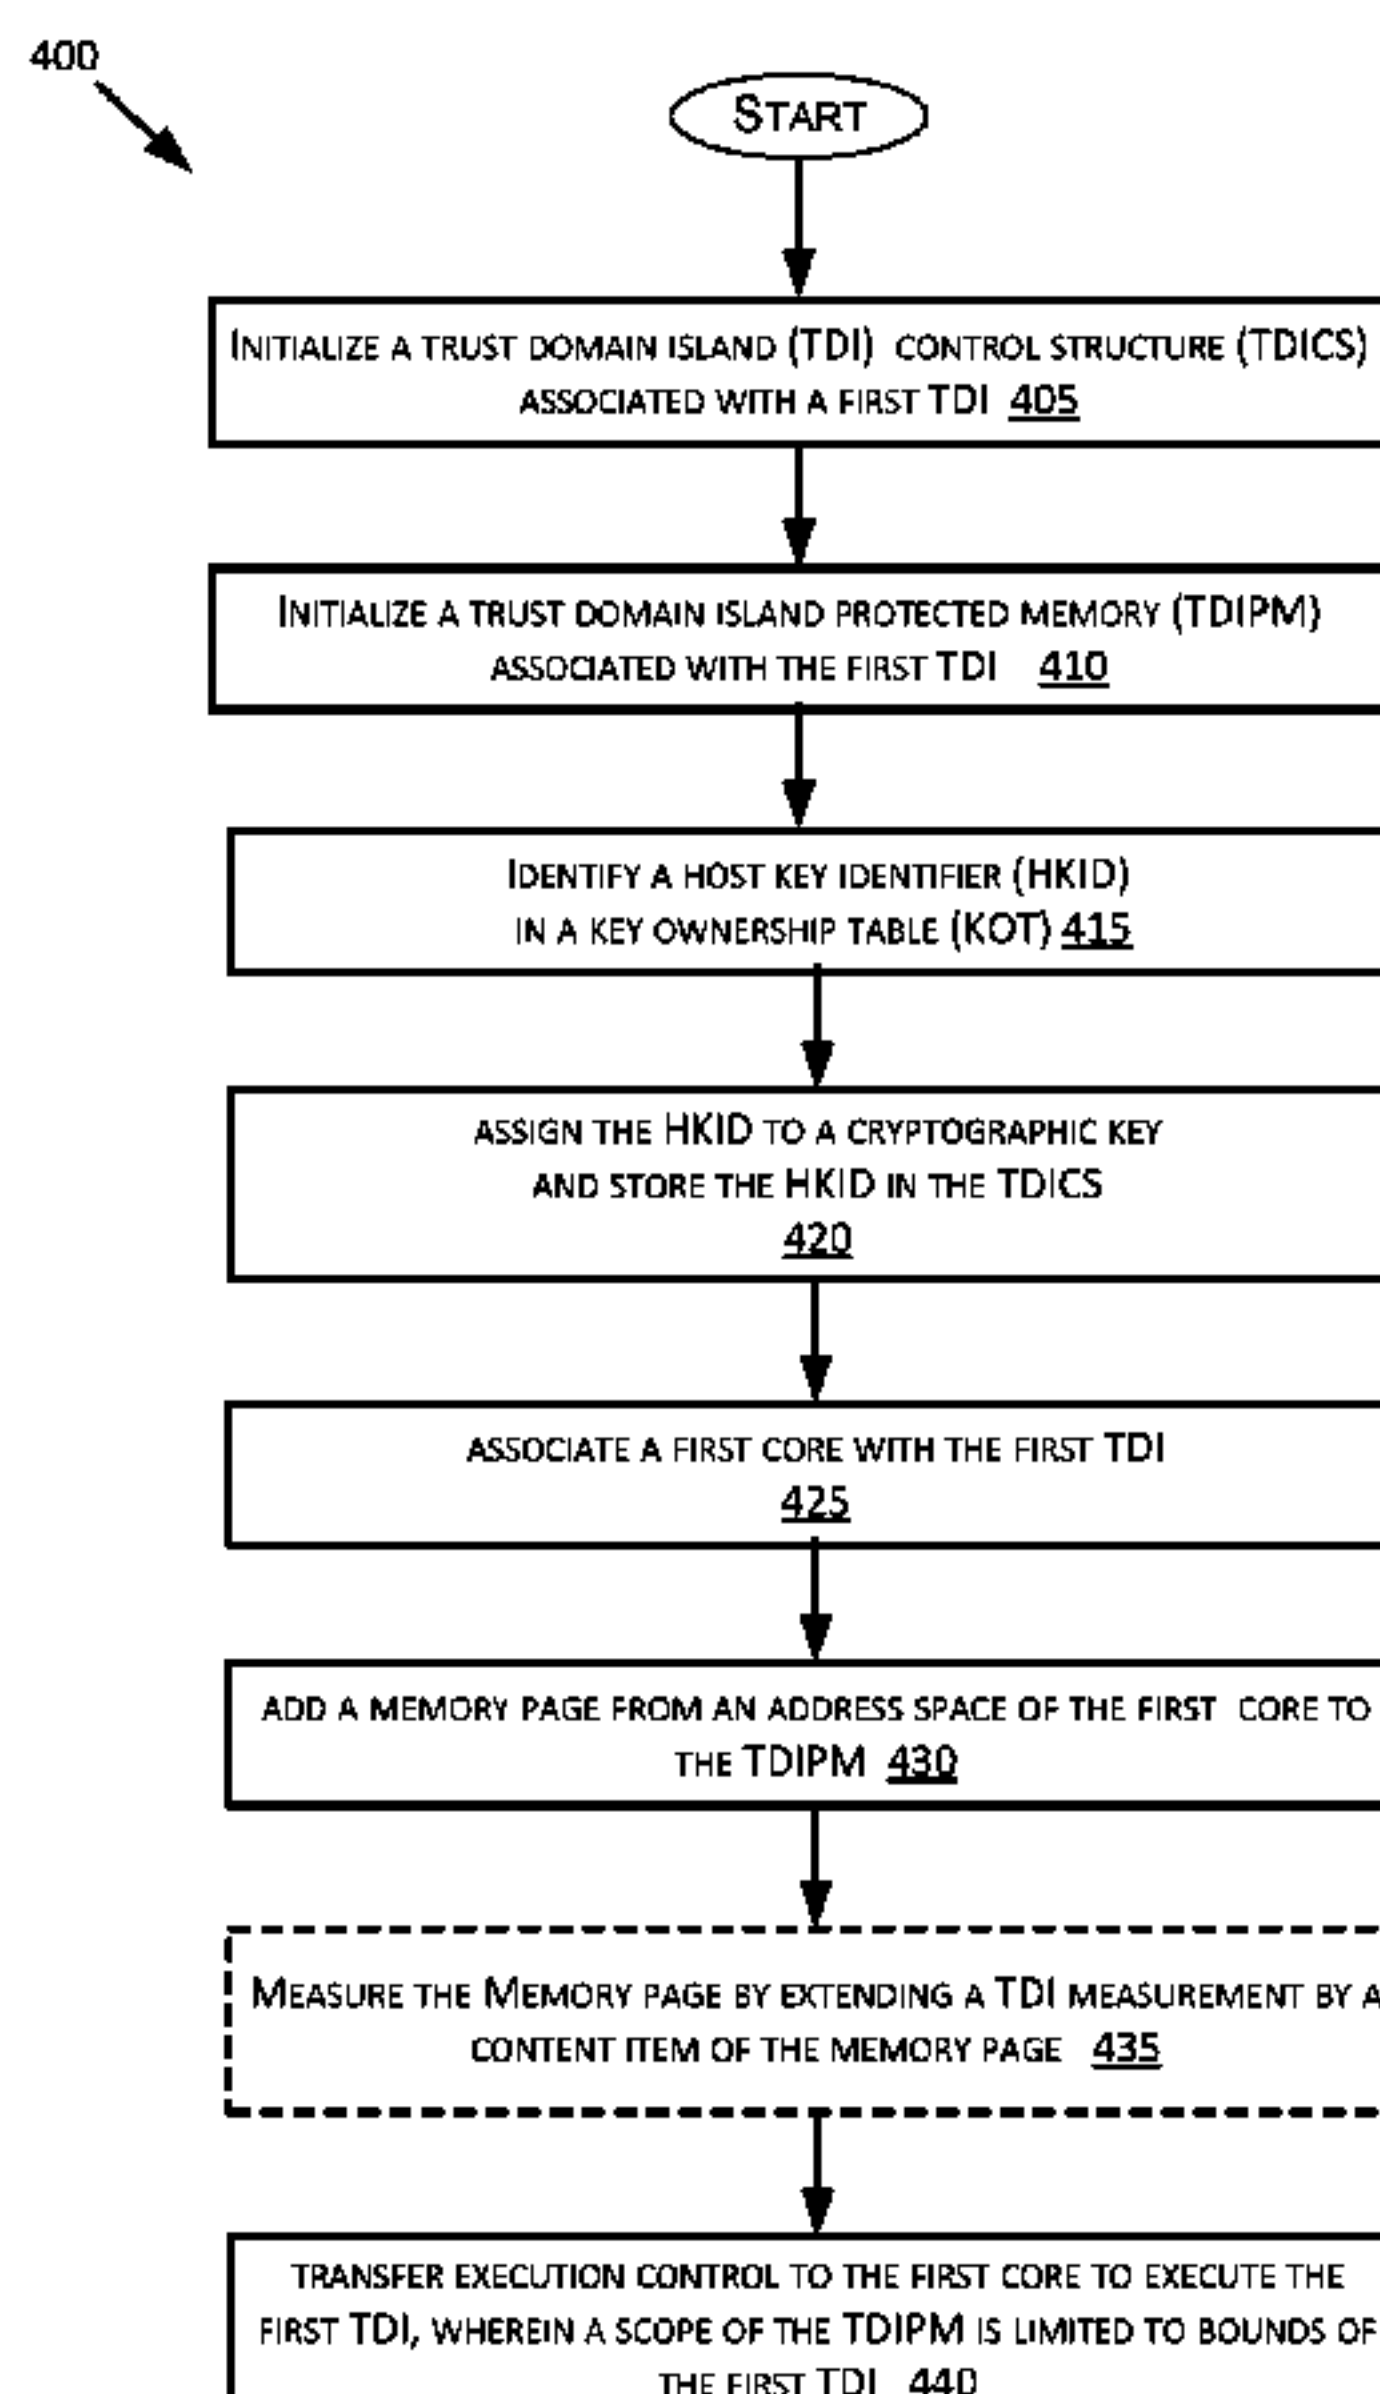 400
START
INITIALIZE A TRUST DOMAIN ISLAND (TDI) CONTROL STRUCTURE (TDICS)
ASSOCIATED WITH A FIRST TDI 405
INITIALIZE A TRUST DOMAIN ISLAND PROTECTED MEMORY (TDIPM)
ASSOCIATED WITH THE FIRST TDI 410
IDENTIFY A HOST KEY IDENTIFIER (HKID)
IN A KEY OWNERSHIP TABLE (KOT) 415
ASSIGN THE HKID TO A CRYPTOGRAPHIC KEY
AND STORE THE HKID IN THE TDICS
420
ASSOCIATE A FIRST CORE WITH THE FIRST TDI
425
ADD A MEMORY PAGE FROM AN ADDRESS SPACE OF THE FIRST CORE TO
THE TDIPM 430
MEASURE THE MEMORY PAGE BY EXTENDING A TDI MEASUREMENT BY A
CONTENT ITEM OF THE MEMORY PAGE 435
TRANSFER EXECUTION CONTROL TO THE FIRST CORE TO EXECUTE THE
FIRST TDI, WHEREIN A SCOPE OF THE TDIPM IS LIMITED TO BOUNDS OF
THE FIRST TDI 440